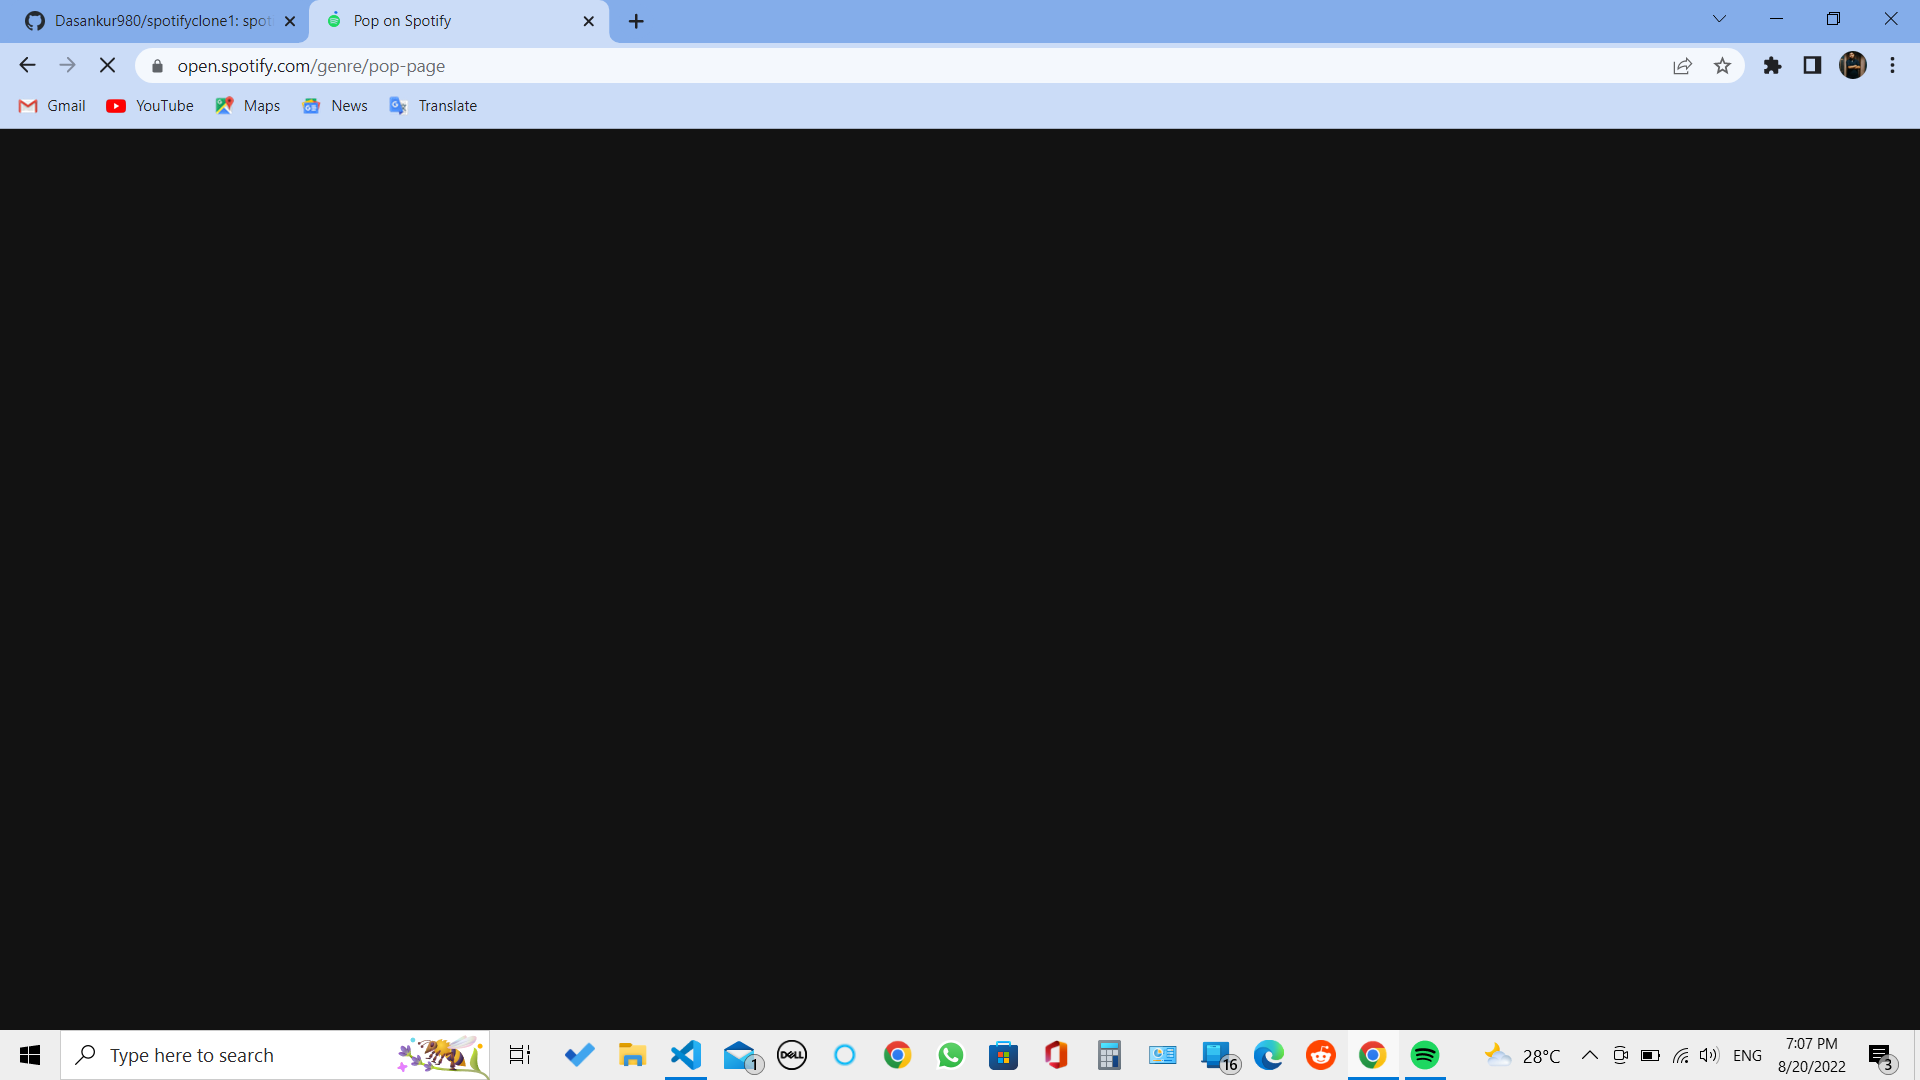 Dasankur980/spotifyclone1: spot
Pop on Spotify
open.spotify.com/genre/pop-page
Gmail
YouTube
Maps
News
Translate
Type here to search
1
DELL
16
28°C
ENG
7:07 PM
8/20/2022
3